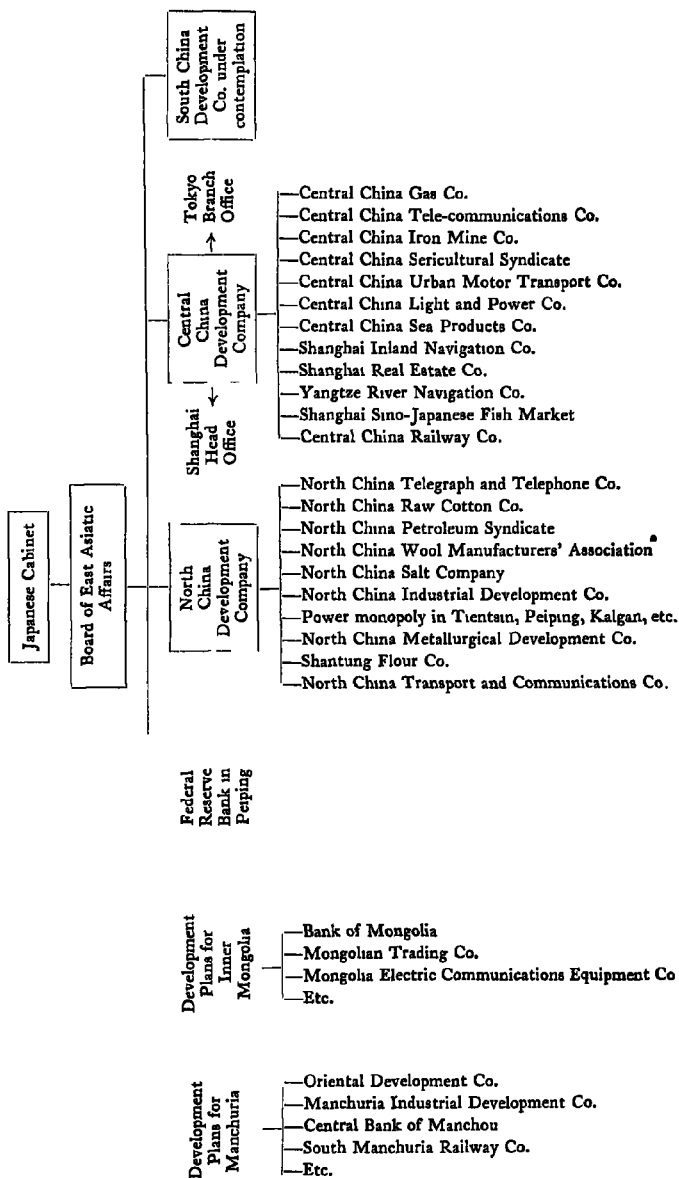 Japanese Cabinet
Board of East Asiatic
Affairs
South China
Development
Co. under
contemplation
Tokyo
Branch
Office
Central
China
Development
Company
Shanghai
Head
Office
Central China Gas Co.
Central China Tele-communications Co.
Central China Iron Mine Co.
Central China Sericultural Syndicate
Central China Urban Motor Transport Co.
Central China Light and Power Co.
Central China Sea Products Co.
Shanghai Inland Navigation Co.
Shanghai Real Estate Co.
Yangtze River Navigation Co.
Shanghai Sino-Japanese Fish Market
Central China Railway Co.
North
China
Development
Company
North China Telegraph and Telephone Co.
North China Raw Cotton Co.
North China Petroleum Syndicate
North China Wool Manufacturers' Association
North China Salt Company
North China Industrial Development Co.
Power monopoly in Tientsin, Peiping, Kalgan, etc.
North China Metallurgical Development Co.
Shantung Flour Co.
North China Transport and Communications Co.
Federal
Reserve
Bank in
Peiping
Development
Plans for
Inner
Mongolia
Bank of Mongolia
Mongolian Trading Co.
Mongolia Electric Communications Equipment Co
Etc.
Development
Plans for
Manchuria
Oriental Development Co.
Manchuria Industrial Development Co.
Central Bank of Manchou
South Manchuria Railway Co.
Etc.